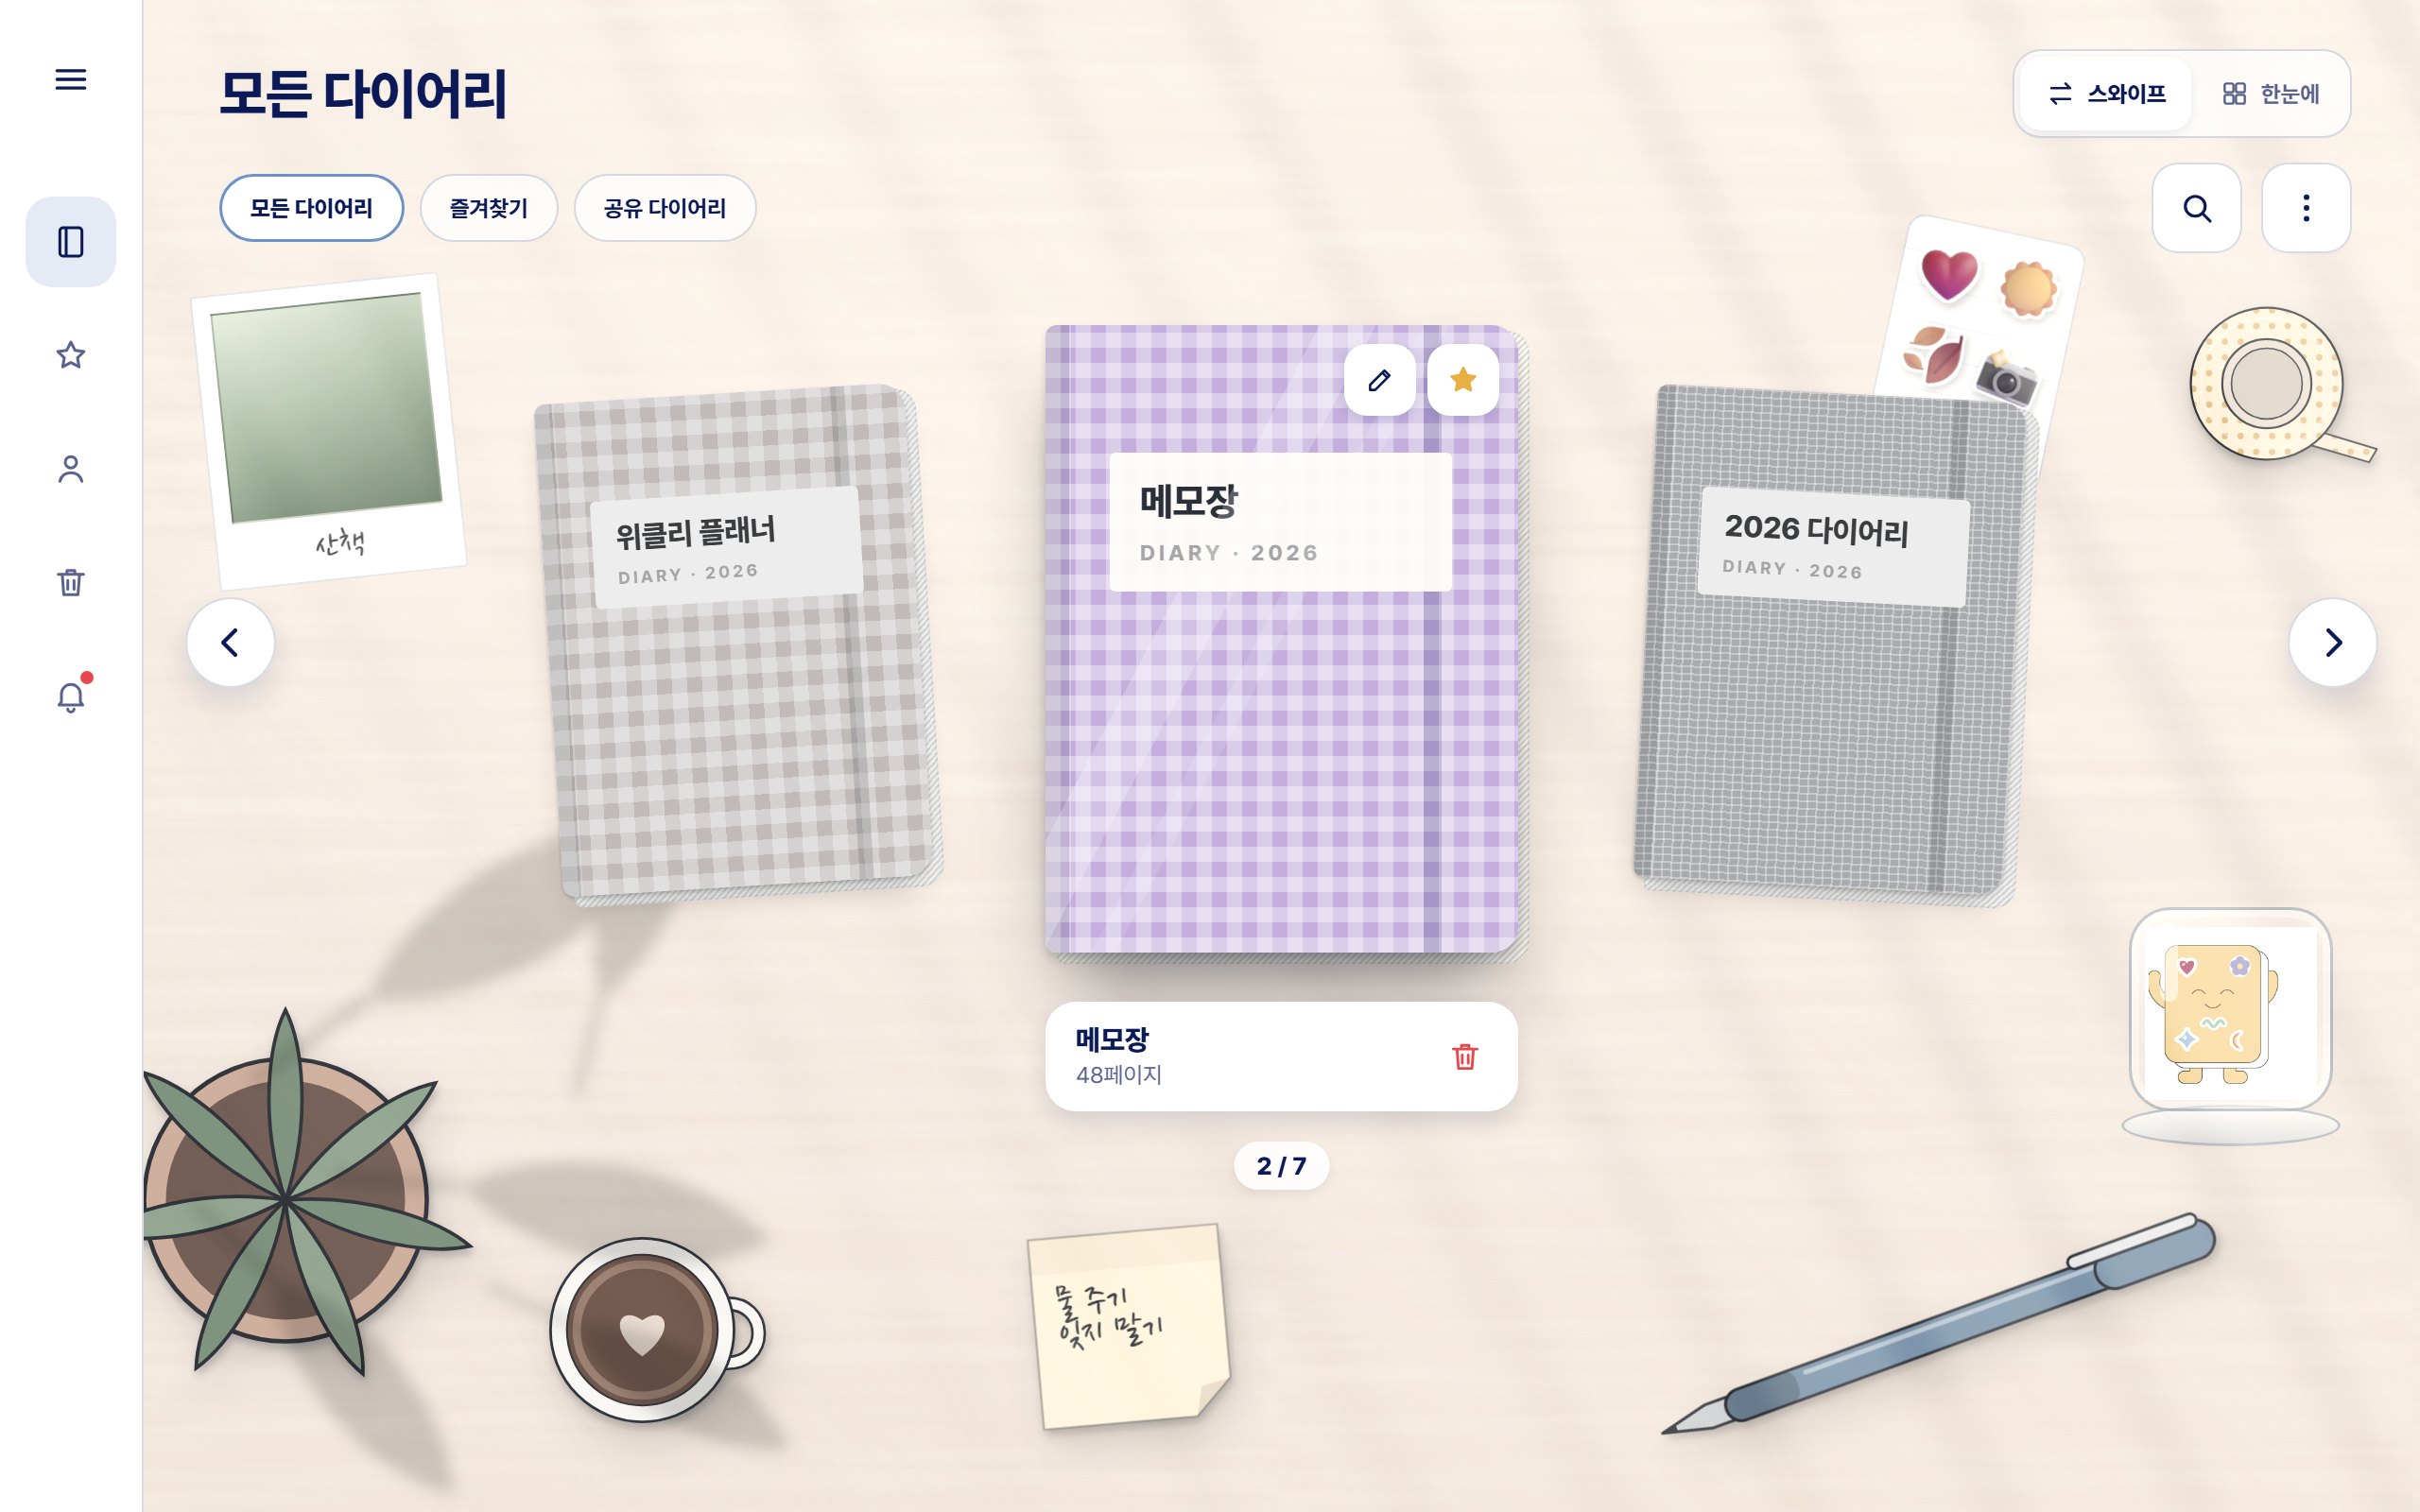 모든 다이어리
스와이프
한눈에
모든 다이어리
즐겨찾기
공유 다이어리
산책
위클리 플래너
DIARY · 2026
메모장
DIARY · 2026
2026 다이어리
DIARY · 2026
메모장
48페이지
2 / 7
물 주기
잊지 말기